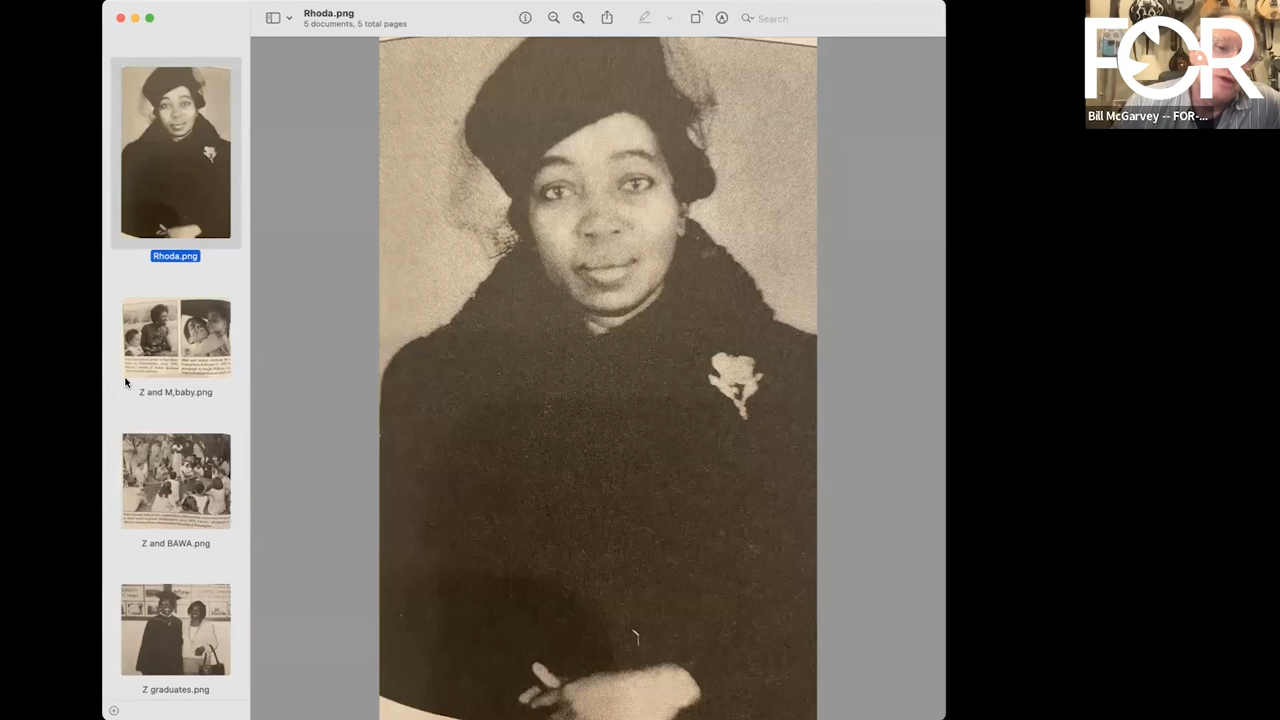 Rhoda.png
5 documents, 5 total pages
Search
FOR
Bill McGarvey -- FOR-...
Rhoda.png
Z and M,baby.png
Z and BAWA.png
Z graduates.png